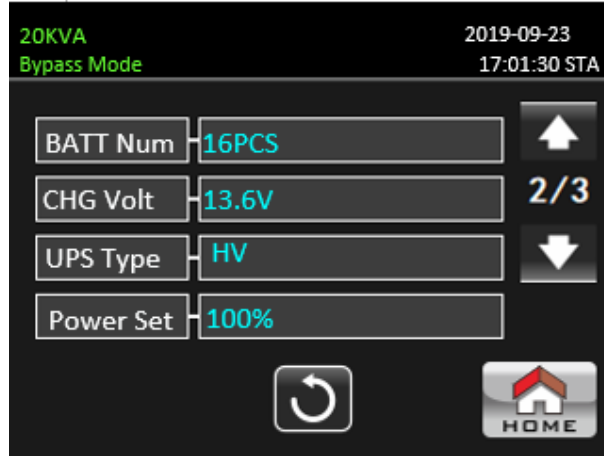 20KVA 2019-09-23
Bypass Mode 17:01:30 STA
BATT Num 16PCS
CHG Volt 13.6V
2/3
UPS Type HV
Power Set 100%
HOME